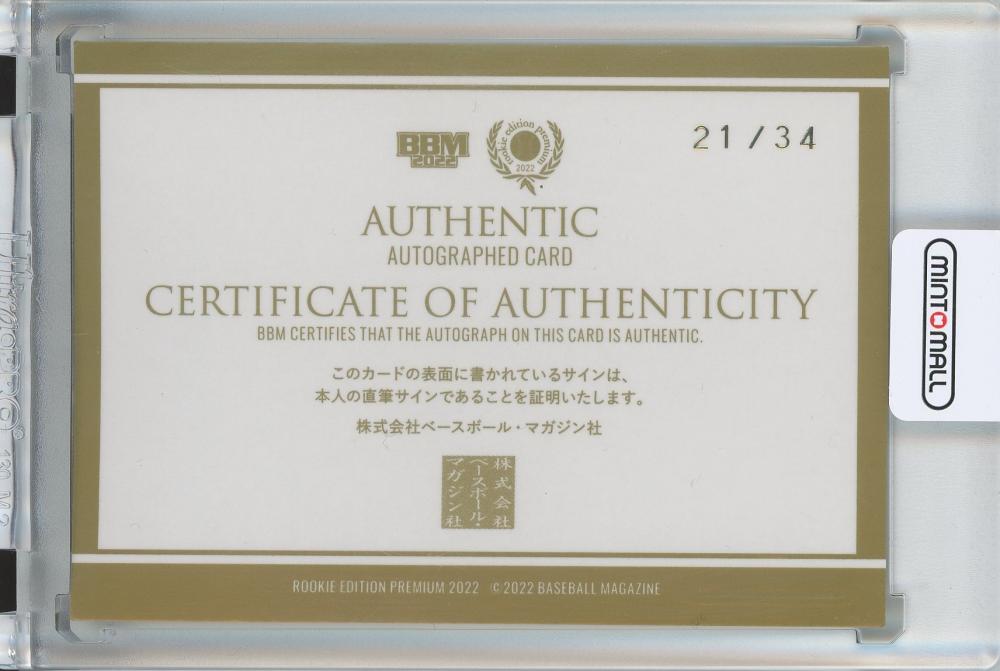 BBM
2022
rookie edition premium
2022
21/34
AUTHENTIC
AUTOGRAPHED CARD
CERTIFICATE OF AUTHENTICITY
BBM CERTIFIES THAT THE AUTOGRAPH ON THIS CARD IS AUTHENTIC.
このカードの表面に書かれているサインは、
本人の直筆サインであることを証明いたします。
株式会社ベースボール・マガジン社
株式会社
ベースボール・
マガジン社
ROOKIE EDITION PREMIUM 2022 © 2022 BASEBALL MAGAZINE
MINT MALL